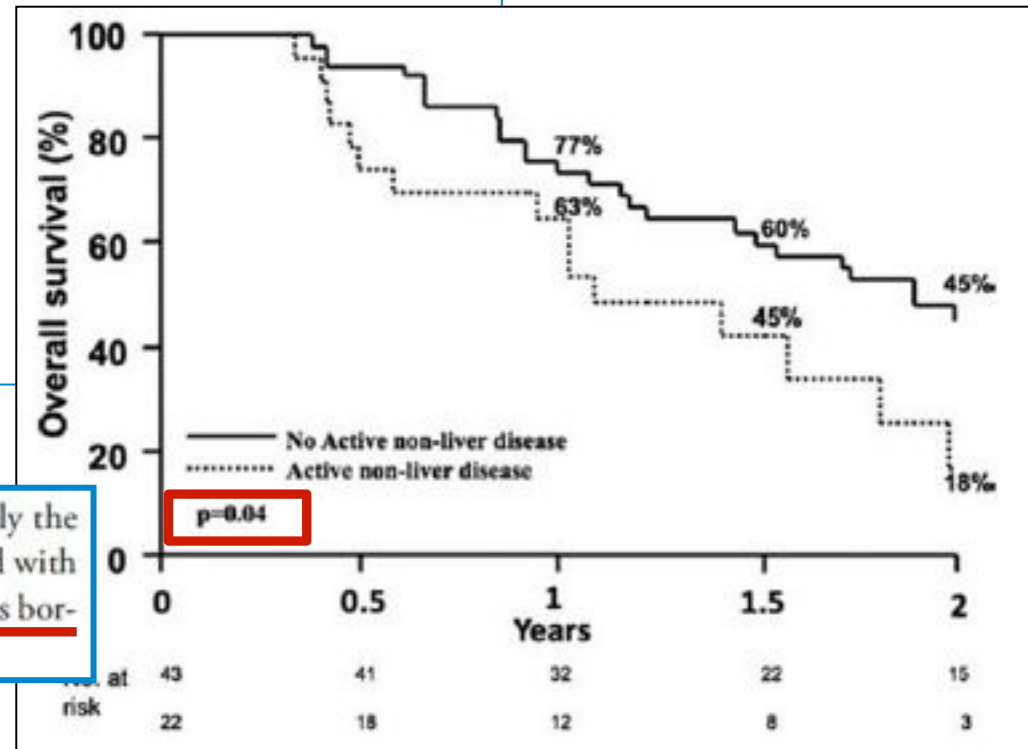 100
80
60
40
20
0
Overall survival (%)
77%
63%
60%
45%
45%
18%
No Active non-liver disease
Active non-liver disease
p=0.04
ly the
with
s bor-
0 0.5 1 1.5 2
Years
at 43 41 32 22 15
risk
22 18 12 8 3